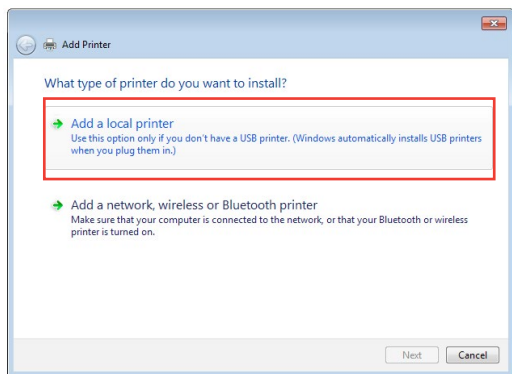 Add Printer
What type of printer do you want to install?
Add a local printer
Use this option only if you don't have a USB printer. (Windows automatically installs USB printers
when you plug them in.)
Add a network, wireless or Bluetooth printer
Make sure that your computer is connected to the network, or that your Bluetooth or wireless
printer is turned on.
Next Cancel